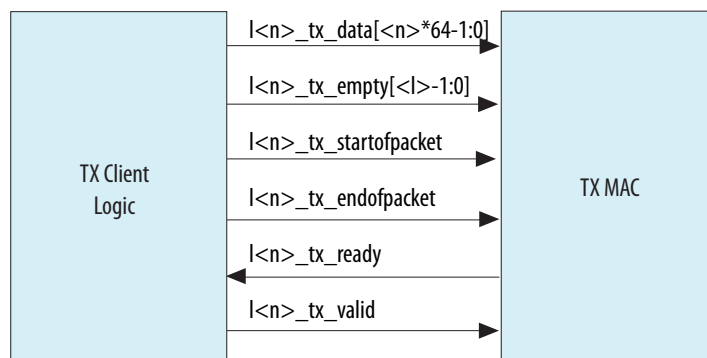 l<n>_tx_data[<n>*64-1:0]
l<n>_tx_empty[<l>-1:0]
l<n>_tx_startofpacket
TX Client
Logic
TX MAC
l<n>_tx_endofpacket
l<n>_tx_ready
l<n>_tx_valid